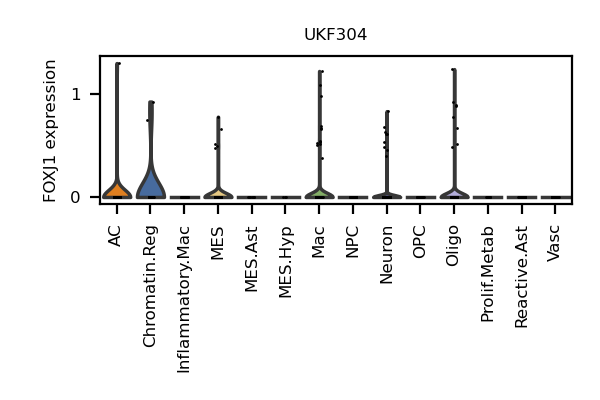 UKF304
FOXJ1 expression
1
0
AC
Chromatin.Reg
Inflammatory.Mac
MES
MES.Ast
MES.Hyp
Mac
NPC
Neuron
OPC
Oligo
Prolif.Metab
Reactive.Ast
Vasc